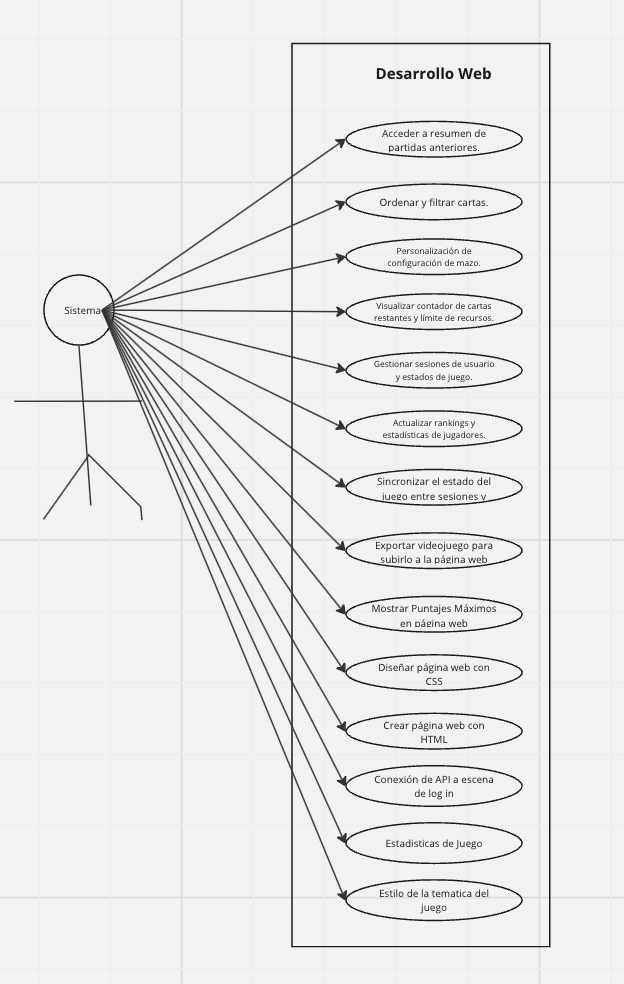 Desarrollo Web
Acceder a resumen de
partidas anteriores.
Ordenar y filtrar cartas.
Personalización de
configuración de mazo.
Sistema
Visualizar contador de cartas
restantes y límite de recursos.
Gestionar sesiones de usuario
y estados de juego.
Actualizar rankings y
estadísticas de jugadores.
Sincronizar el estado del
juego entre sesiones y
Exportar videojuego para
subirlo a la página web
Mostrar Puntajes Máximos
en página web
Diseñar página web con
CSS
Crear página web con
HTML
Conexión de API a escena
de log in
Estadisticas de Juego
Estilo de la tematica del
juego